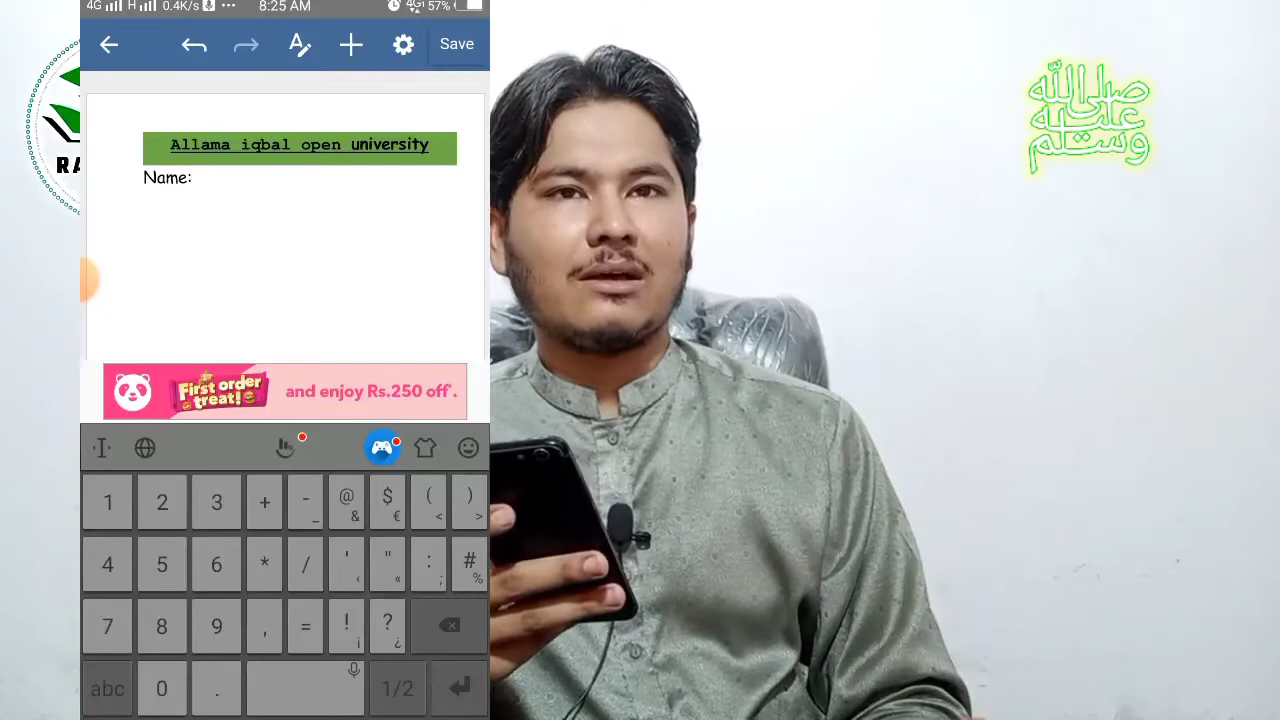 4G H 0.4K/s ... 8:25 AM 4G 57%
Save
Allama iqbal open university
Name:
RA
First order treat!
and enjoy Rs.250 off*.
1 2 3 + - _ @ & $ € ( < ) >
4 5 6 * / ' ‹ " « : ; # %
7 8 9 , = ! ¡ ? ¿
abc 0 . 1/2
صلى الله
عليه
وسلم